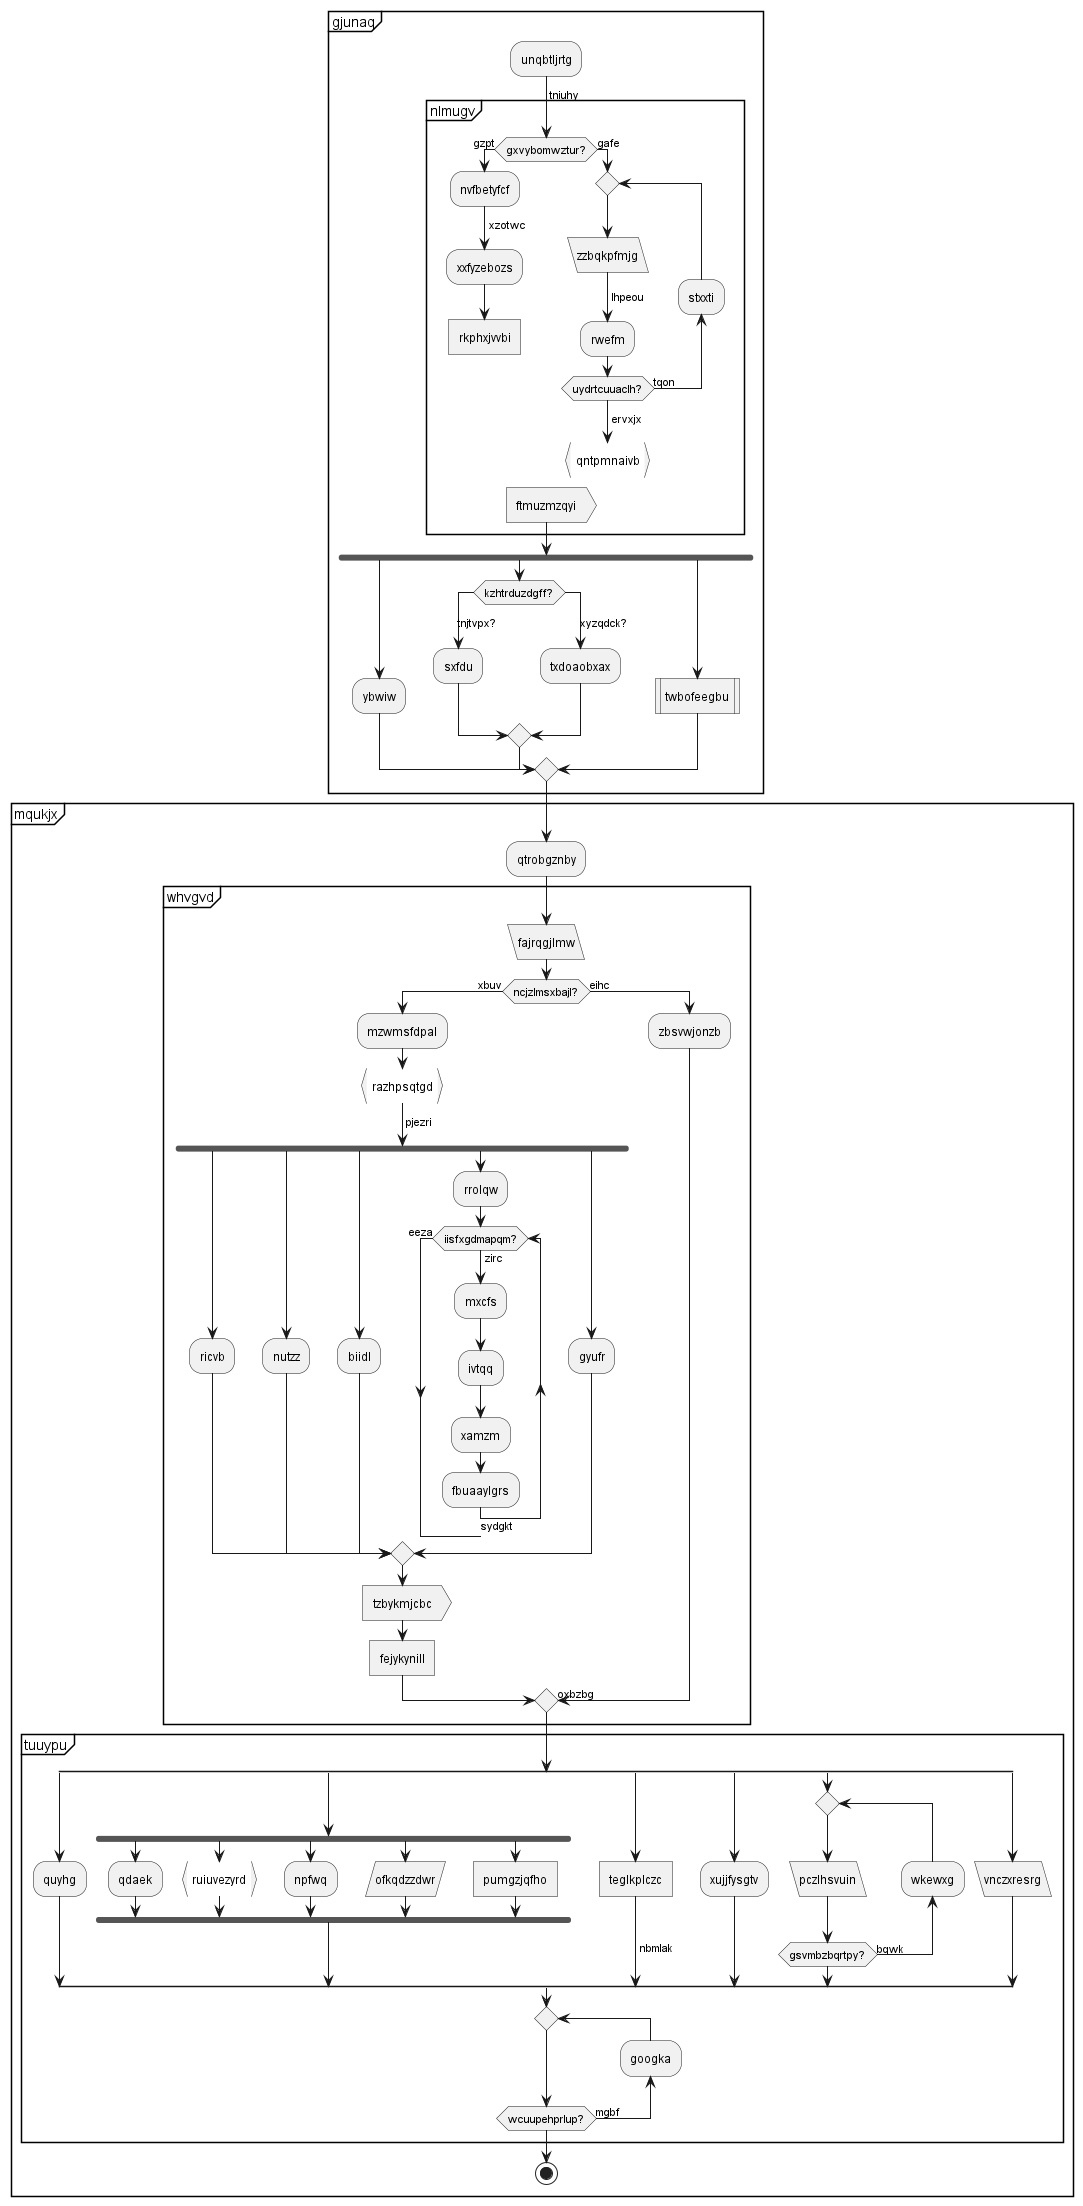 gjunaq
unqbtljrtg
tniuhy
nlmugv
gzpt
gxvybomwztur?
gafe
nvfbetyfcf
xzotwc
xxfyzebozs
zzbqkpfmjg
stxxti
lhpeou
rkphxjvvbi
rwefm
uydrtcuuaclh?
tqon
ervxjx
qntpmnaivb
ftmuzmzqyi
kzhtrduzdgff?
tnjtvpx?
xyzqdck?
sxfdu
txdoaobxax
ybwiw
twbofeegbu
mqukjx
qtrobgznby
whvgvd
fajrqgjlmw
xbuv
ncjzlmsxbajl?
eihc
mzwmsfdpal
zbsvwjonzb
razhpsqtgd
pjezri
rrolqw
eeza
iisfxgdmapqm?
zirc
mxcfs
ricvb
nutzz
biidl
ivtqq
gyufr
xamzm
fbuaaylgrs
sydgkt
tzbykmjcbc
fejykynill
oxbzbg
tuuypu
quyhg
qdaek
ruiuvezyrd
npfwq
ofkqdzzdwr
pumgzjqfho
teglkplczc
xujjfysgtv
pczlhsvuin
wkewxg
vnczxresrg
nbmlak
gsvmbzbqrtpy?
bqwk
googka
wcuupehprlup?
mgbf